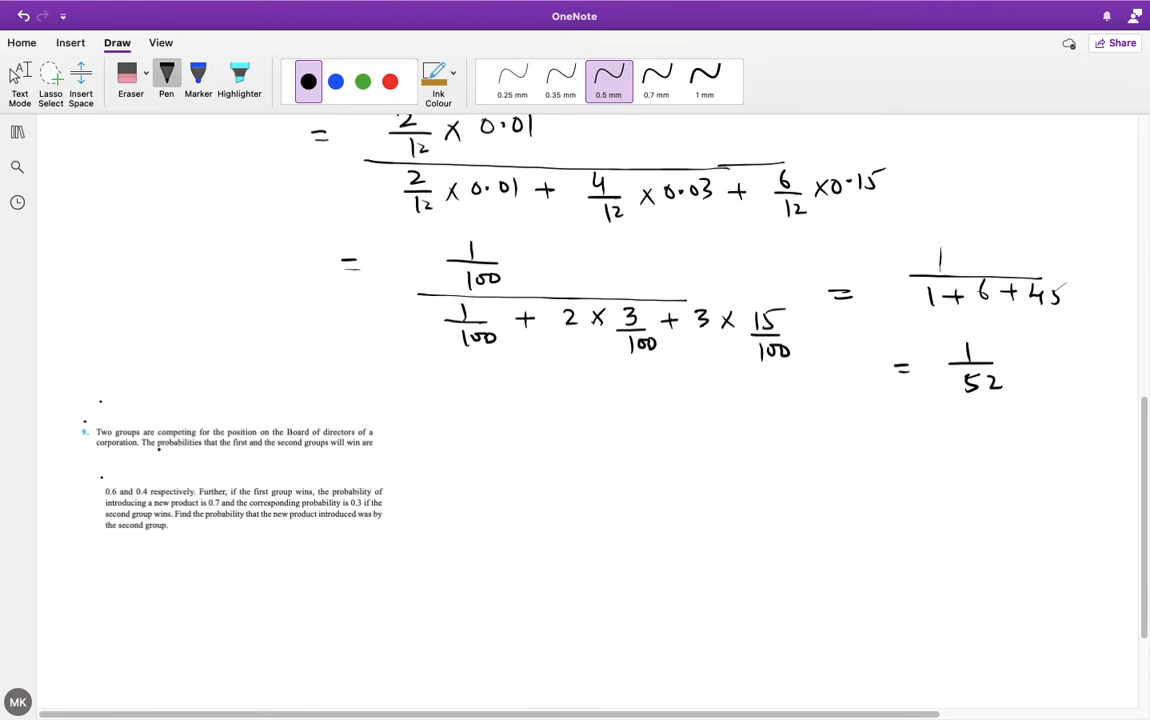 OneNote
Home Insert Draw View
Share
Text Mode
Lasso Select
Insert Space
Eraser
Pen
Marker
Highlighter
Ink Colour
0.25 mm
0.35 mm
0.5 mm
0.7 mm
1 mm
= 2/12 × 0.01
2/12 × 0.01 + 4/12 × 0.03 + 6/12 × 0.15
= 1/100
1/100 + 2 × 3/100 + 3 × 15/100
= 1
1 + 6 + 45
= 1/52
9. Two groups are competing for the position on the Board of directors of a
corporation. The probabilities that the first and the second groups will win are
0.6 and 0.4 respectively. Further, if the first group wins, the probability of
introducing a new product is 0.7 and the corresponding probability is 0.3 if the
second group wins. Find the probability that the new product introduced was by
the second group.
MK